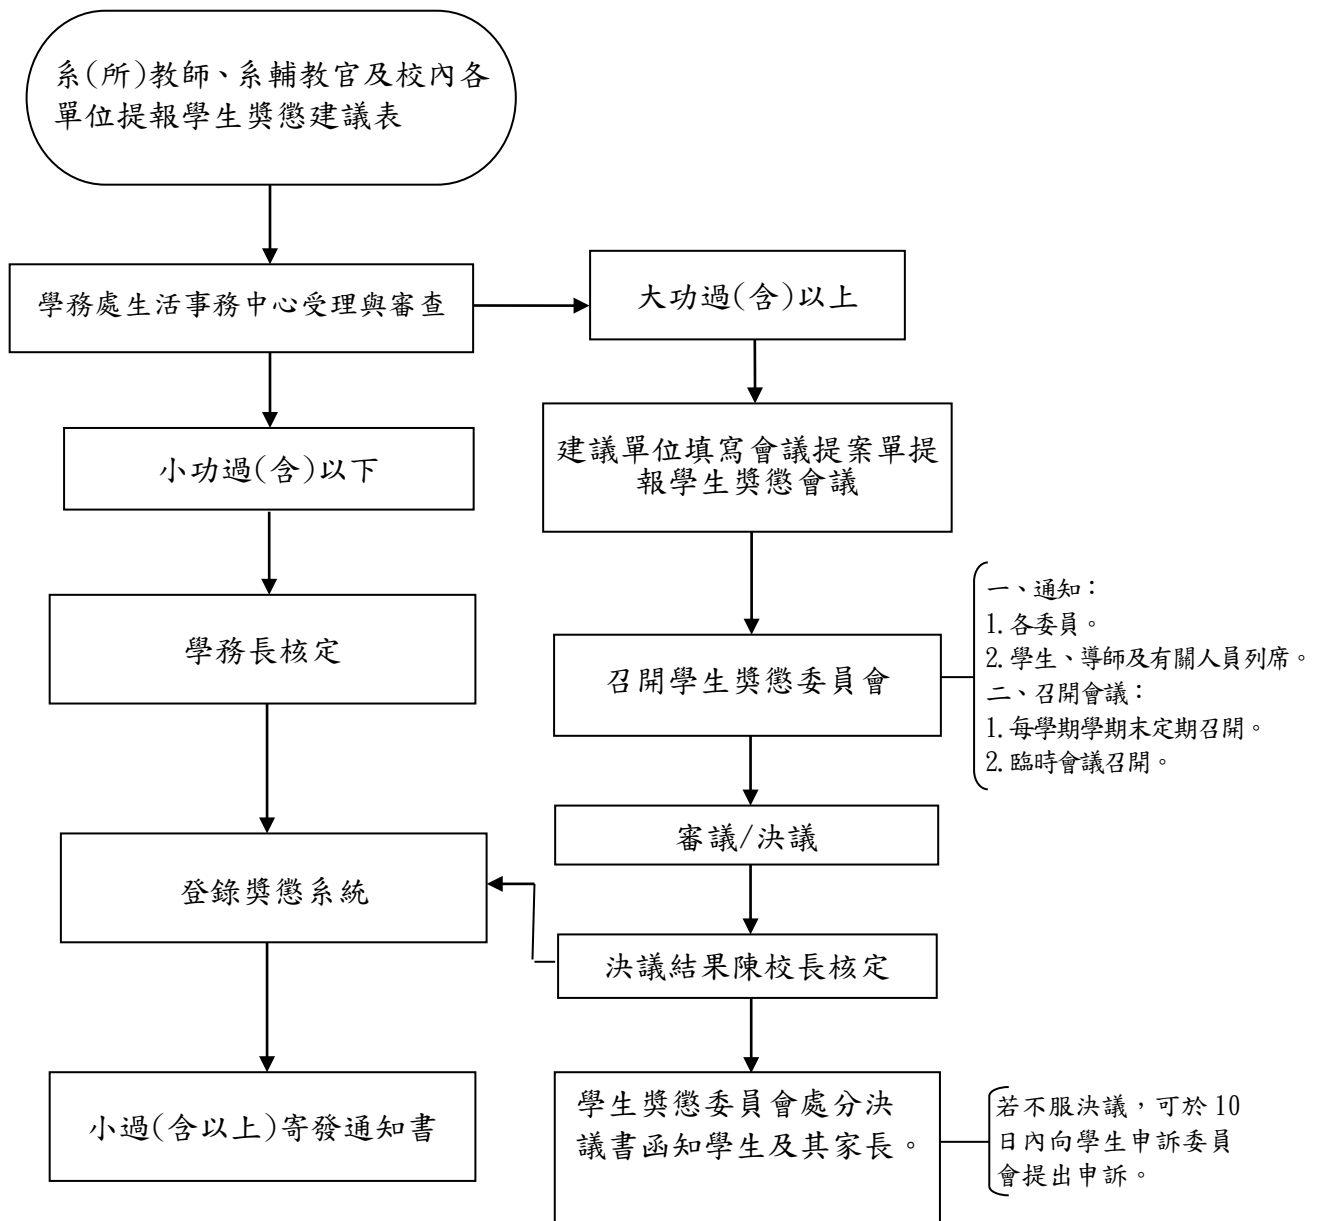 系(所)教師、系輔教官及校內各
單位提報學生獎懲建議表
學務處生活事務中心受理與審查
大功過(含)以上
小功過(含)以下
建議單位填寫會議提案單提
報學生獎懲會議
學務長核定
召開學生獎懲委員會
一、通知：
1.各委員。
2.學生、導師及有關人員列席。
二、召開會議：
1.每學期學期末定期召開。
2.臨時會議召開。
審議/決議
登錄獎懲系統
決議結果陳校長核定
小過(含以上)寄發通知書
學生獎懲委員會處分決
議書函知學生及其家長。
若不服決議，可於10
日內向學生申訴委員
會提出申訴。